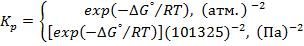 K_p = { exp(−ΔG°/RT), (атм.)⁻²
[exp(−ΔG°/RT)](101325)⁻², (Па)⁻²